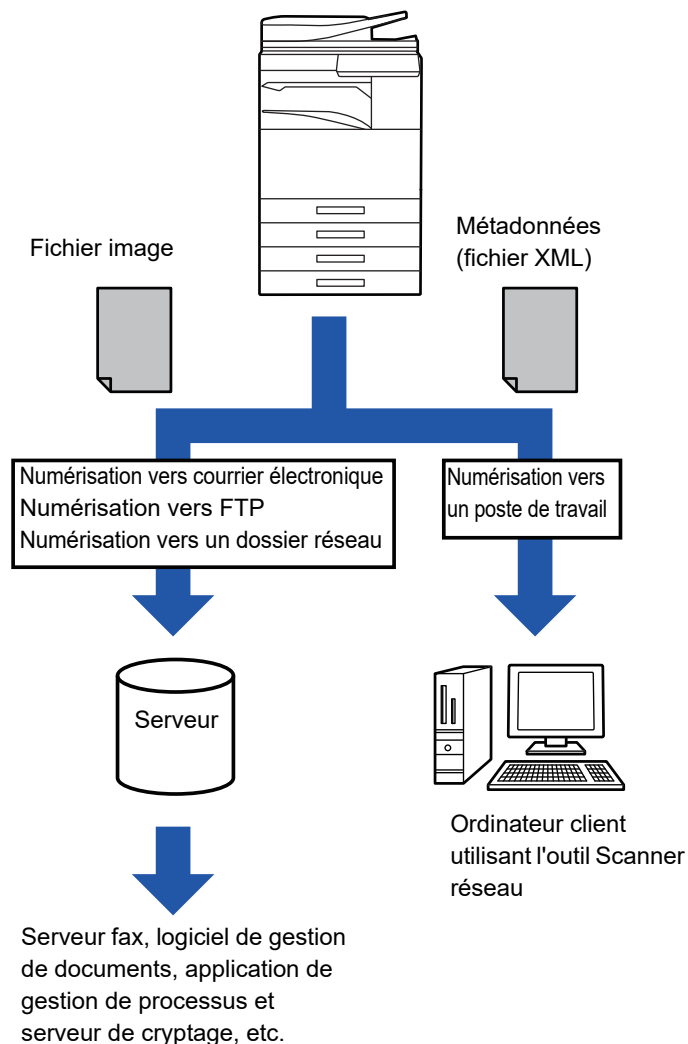 Fichier image
Métadonnées
(fichier XML)
Numérisation vers courrier électronique
Numérisation vers FTP
Numérisation vers un dossier réseau
Numérisation vers
un poste de travail
Serveur
Ordinateur client
utilisant l'outil Scanner
réseau
Serveur fax, logiciel de gestion
de documents, application de
gestion de processus et
serveur de cryptage, etc.